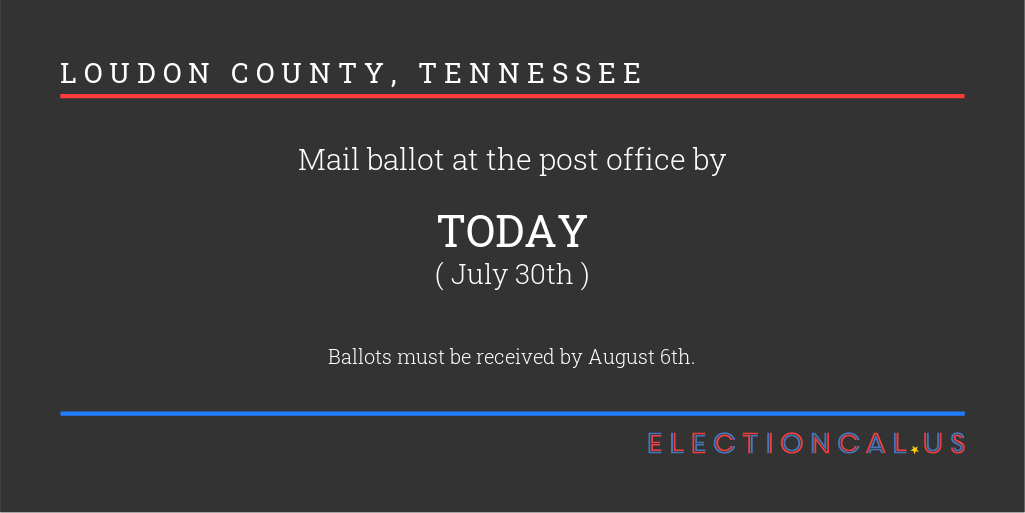 LOUDON COUNTY, TENNESSEE
Mail ballot at the post office by
TODAY
( July 30th )
Ballots must be received by August 6th.
ELECTIONCAL.US